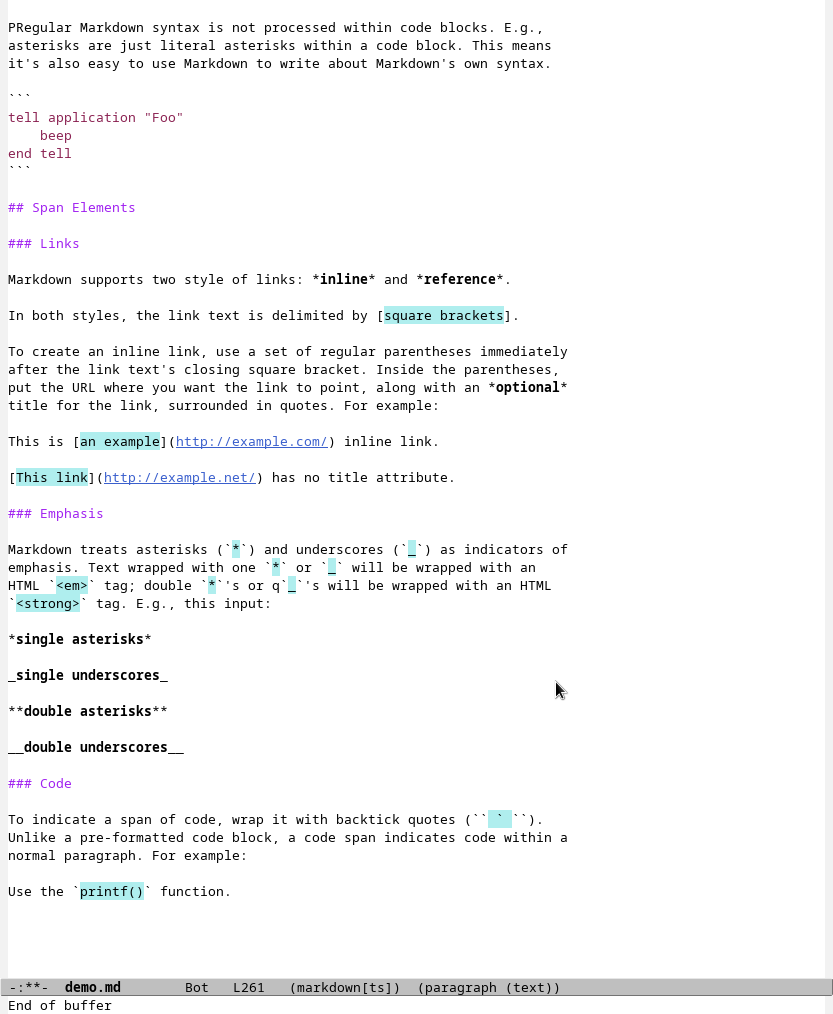 PRegular Markdown syntax is not processed within code blocks. E.g.,
asterisks are just literal asterisks within a code block. This means
it's also easy to use Markdown to write about Markdown's own syntax.

```
tell application "Foo"
    beep
end tell
```

## Span Elements

### Links

Markdown supports two style of links: *inline* and *reference*.

In both styles, the link text is delimited by [square brackets].

To create an inline link, use a set of regular parentheses immediately
after the link text's closing square bracket. Inside the parentheses,
put the URL where you want the link to point, along with an *optional*
title for the link, surrounded in quotes. For example:

This is [an example](http://example.com/) inline link.

[This link](http://example.net/) has no title attribute.

### Emphasis

Markdown treats asterisks (`*`) and underscores (`_`) as indicators of
emphasis. Text wrapped with one `*` or `_` will be wrapped with an
HTML `<em>` tag; double `*`'s or q`_`'s will be wrapped with an HTML
`<strong>` tag. E.g., this input:

*single asterisks*

_single underscores_

**double asterisks**

__double underscores__

### Code

To indicate a span of code, wrap it with backtick quotes (`` ` ``).
Unlike a pre-formatted code block, a code span indicates code within a
normal paragraph. For example:

Use the `printf()` function.

-:**-  demo.md        Bot   L261   (markdown[ts])  (paragraph (text))
End of buffer